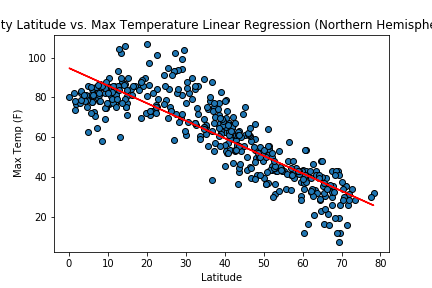 ty Latitude vs. Max Temperature Linear Regression (Northern Hemisphe
100
80
60
40
20
Max Temp (F)
0 10 20 30 40 50 60 70 80
Latitude